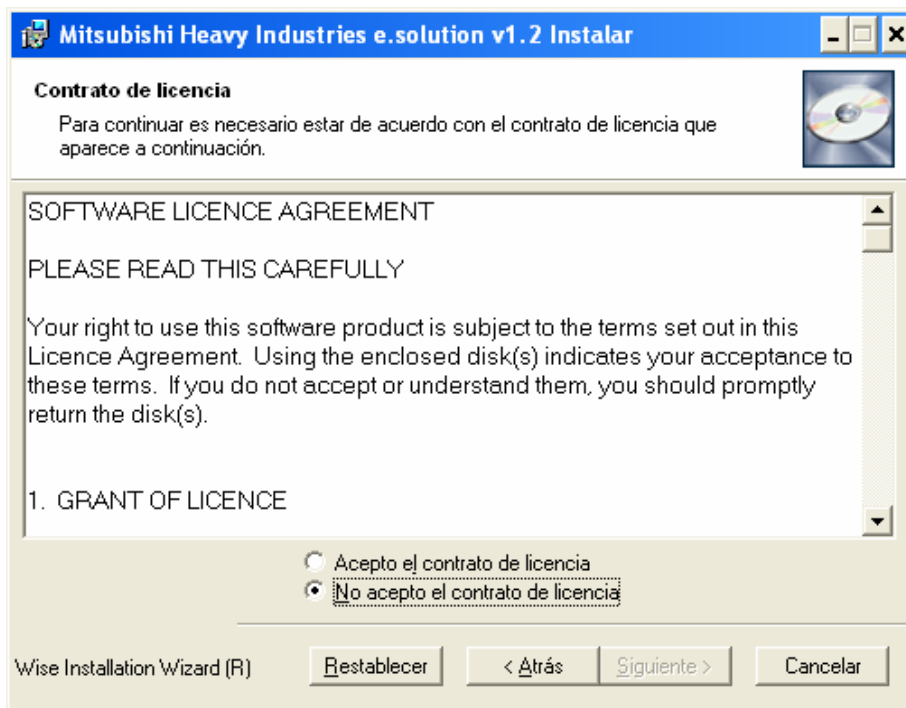 Mitsubishi Heavy Industries e.solution v1.2 Instalar
Contrato de licencia
Para continuar es necesario estar de acuerdo con el contrato de licencia que
aparece a continuación.
SOFTWARE LICENCE AGREEMENT
PLEASE READ THIS CAREFULLY
Your right to use this software product is subject to the terms set out in this
Licence Agreement. Using the enclosed disk(s) indicates your acceptance to
these terms. If you do not accept or understand them, you should promptly
return the disk(s).
1. GRANT OF LICENCE
Acepto el contrato de licencia
No acepto el contrato de licencia
Wise Installation Wizard (R)
Restablecer
< Atrás
Siguiente >
Cancelar